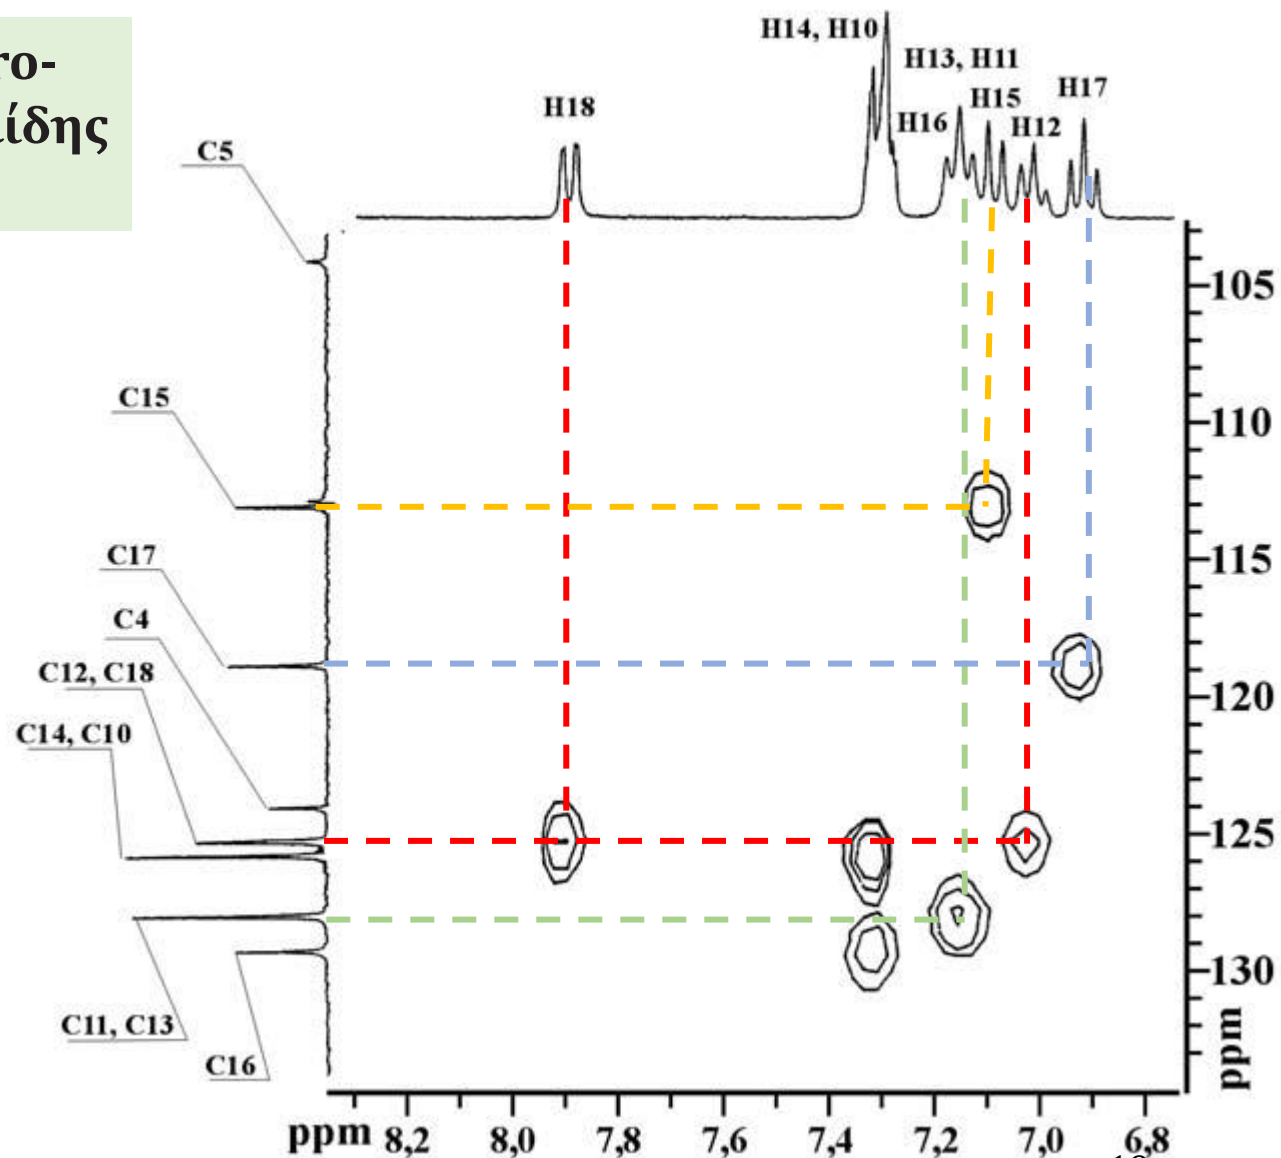 ro-
ίδης
H14, H10
H13, H11
H18
H16
H15
H12
H17
C5
C15
C17
C4
C12, C18
C14, C10
C11, C13
C16
105
110
115
120
125
130
ppm
ppm 8,2 8,0 7,8 7,6 7,4 7,2 7,0 6,8